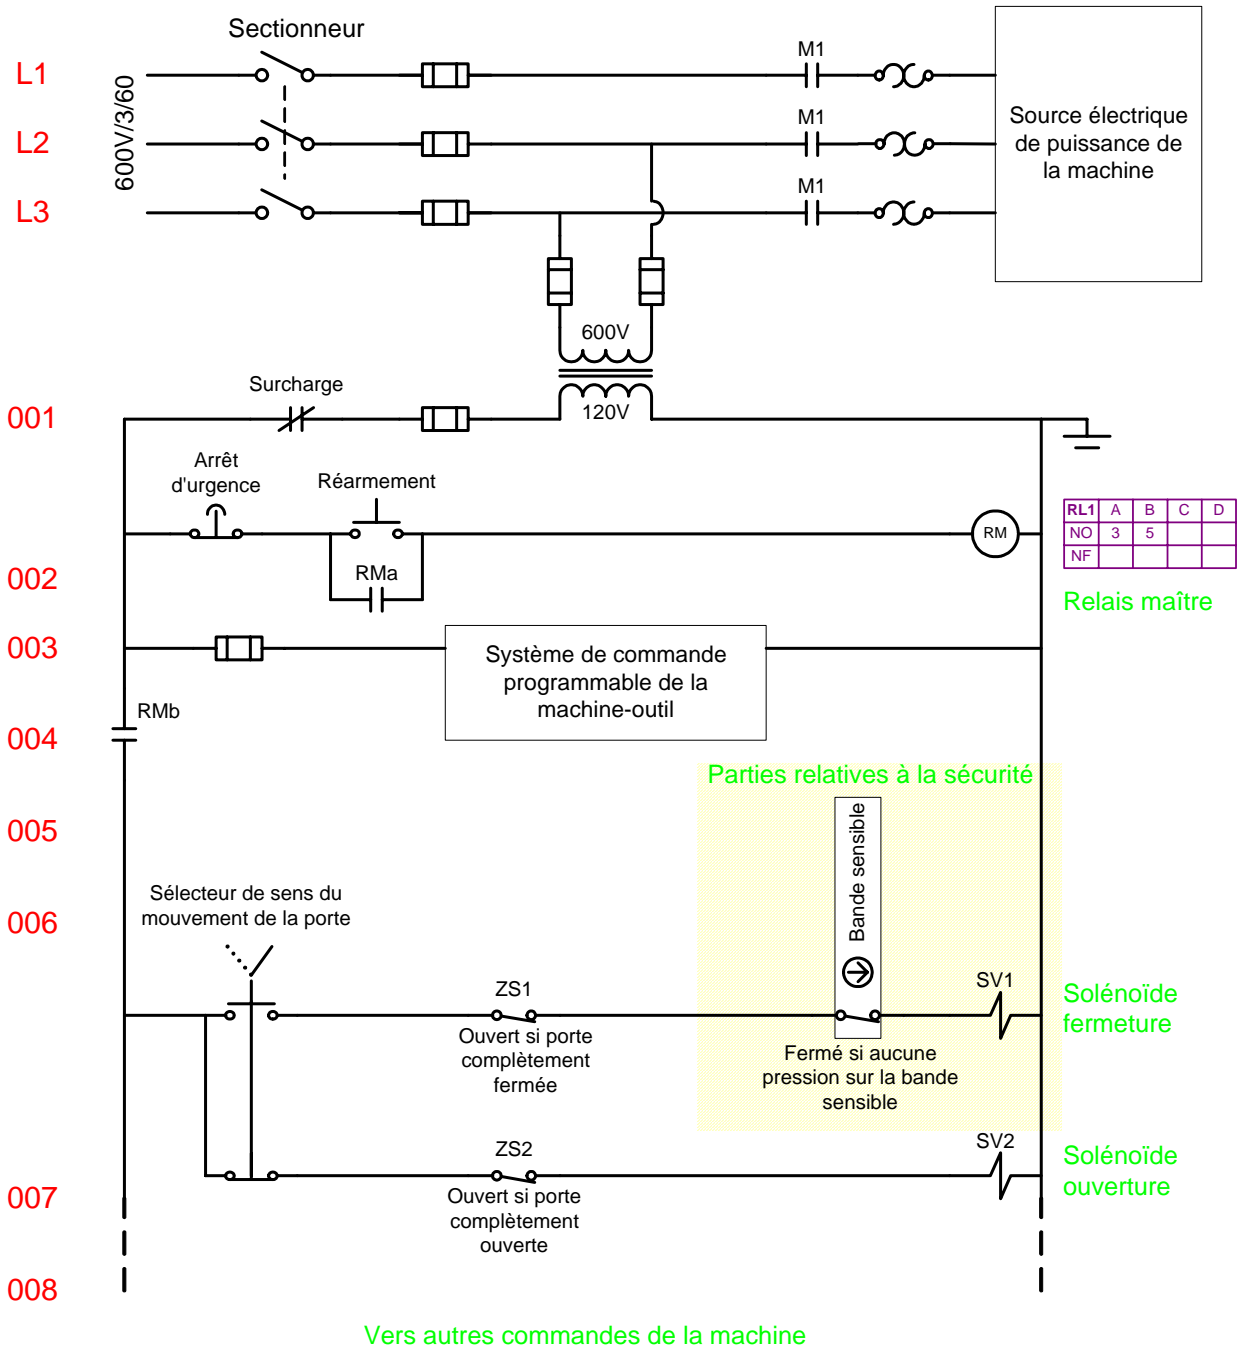 Sectionneur
L1
L2
L3
600V/3/60
M1
M1
M1
Source électrique
de puissance de
la machine
600V
120V
001
Surcharge
Arrêt
d'urgence
Réarmement
RMa
RM
RL1 A B C D
NO 3 5
NF
Relais maître
002
003
Système de commande
programmable de la
machine-outil
RMb
004
Parties relatives à la sécurité
005
Bande sensible
006
Sélecteur de sens du
mouvement de la porte
ZS1
Ouvert si porte
complètement
fermée
Fermé si aucune
pression sur la bande
sensible
SV1
Solénoïde
fermeture
ZS2
Ouvert si porte
complètement
ouverte
SV2
Solénoïde
ouverture
007
008
Vers autres commandes de la machine